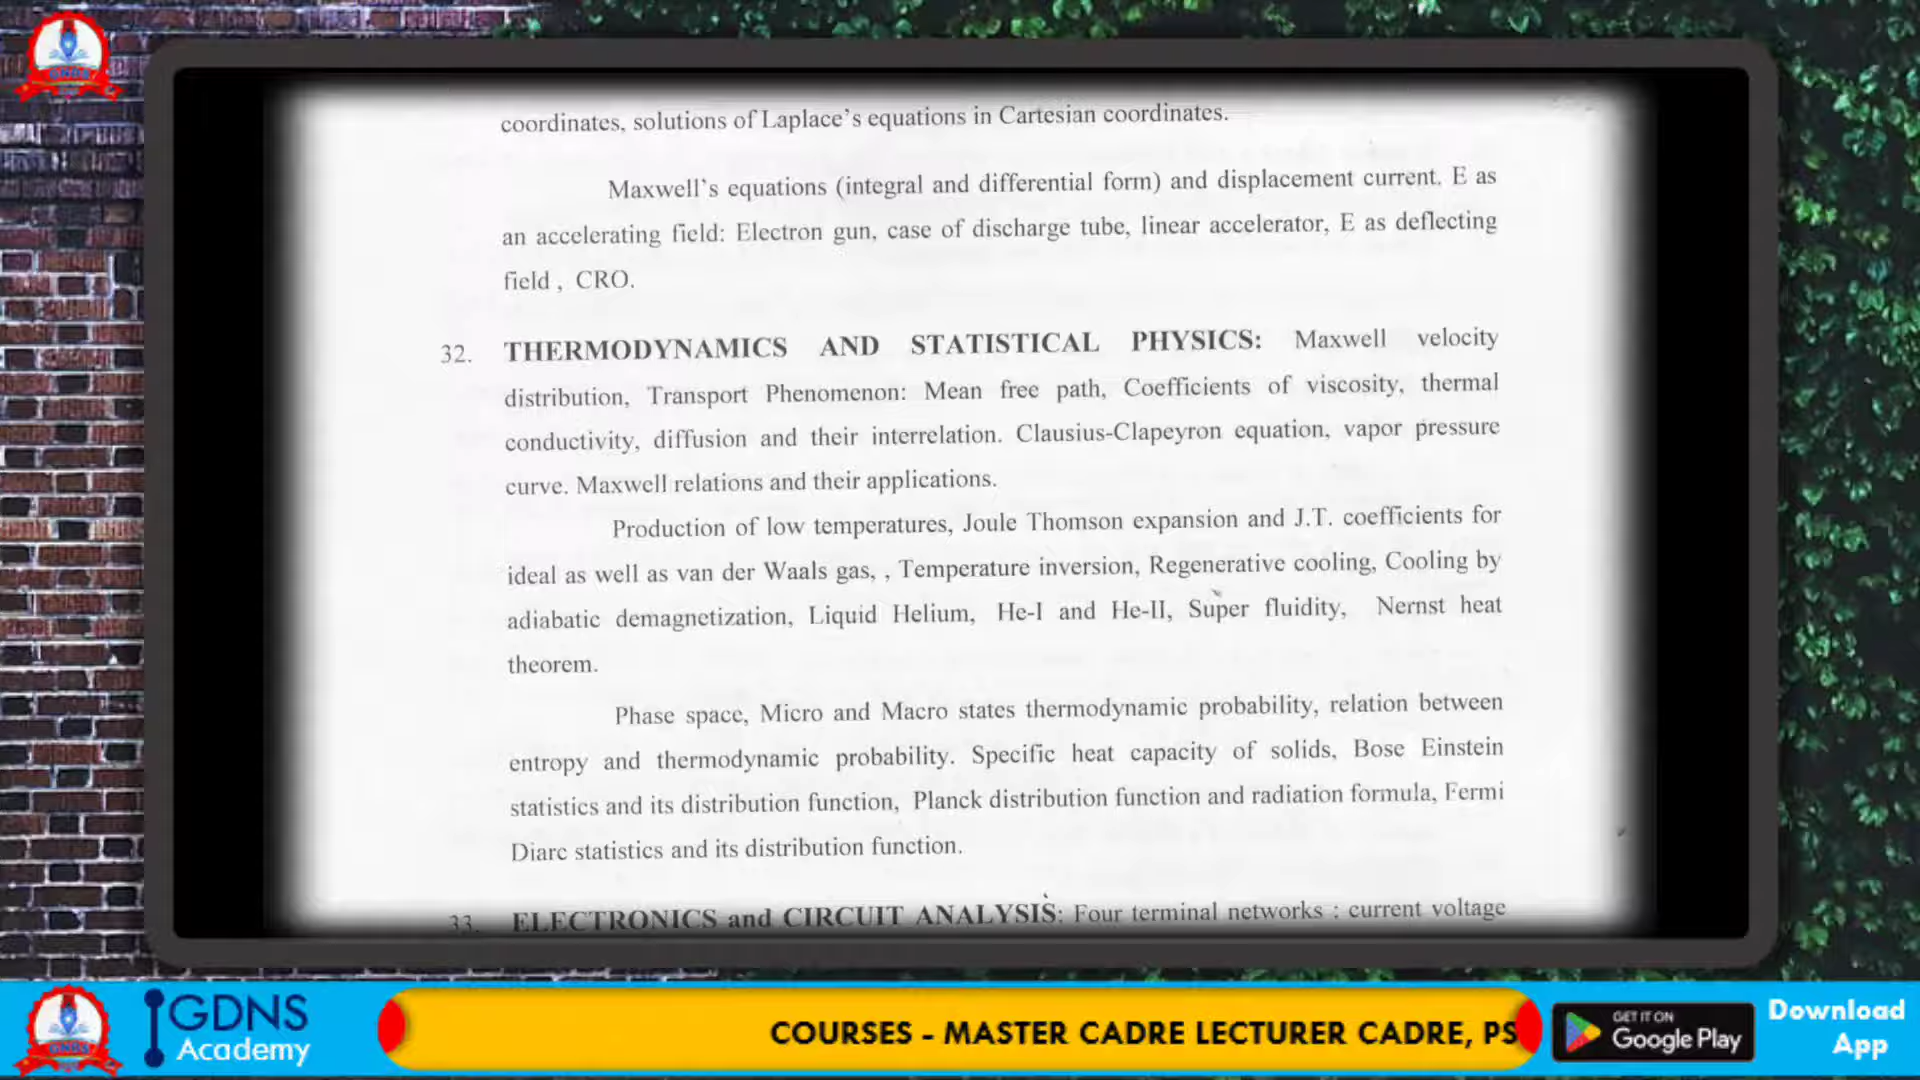 coordinates, solutions of Laplace's equations in Cartesian coordinates.
Maxwell's equations (integral and differential form) and displacement current. E as
an accelerating field: Electron gun, case of discharge tube, linear accelerator, E as deflecting
field , CRO.
32. THERMODYNAMICS AND STATISTICAL PHYSICS: Maxwell velocity
distribution, Transport Phenomenon: Mean free path, Coefficients of viscosity, thermal
conductivity, diffusion and their interrelation. Clausius-Clapeyron equation, vapor pressure
curve. Maxwell relations and their applications.
Production of low temperatures, Joule Thomson expansion and J.T. coefficients for
ideal as well as van der Waals gas, , Temperature inversion, Regenerative cooling, Cooling by
adiabatic demagnetization, Liquid Helium, He-I and He-II, Super fluidity, Nernst heat
theorem.
Phase space, Micro and Macro states thermodynamic probability, relation between
entropy and thermodynamic probability. Specific heat capacity of solids, Bose Einstein
statistics and its distribution function, Planck distribution function and radiation formula, Fermi
Diarc statistics and its distribution function.
33. ELECTRONICS and CIRCUIT ANALYSIS: Four terminal networks : current voltage
GDNS
Academy
COURSES - MASTER CADRE LECTURER CADRE, PS
GET IT ON
Google Play
Download
App